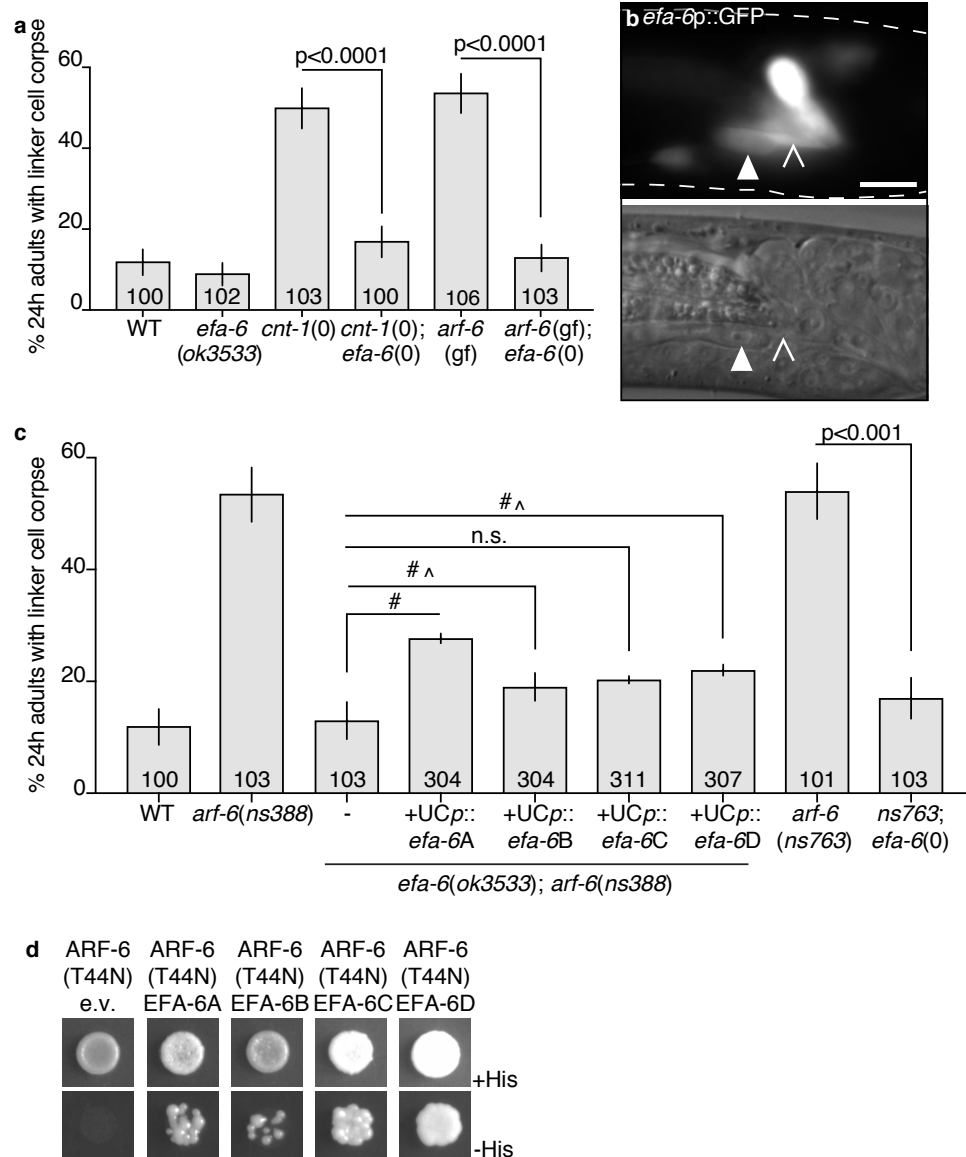 a
% 24h adults with linker cell corpse
60
40
20
0
p<0.0001
p<0.0001
100
102
103
100
106
103
WT
efa-6
(ok3533)
cnt-1(0)
cnt-1(0);
efa-6(0)
arf-6
(gf)
arf-6(gf);
efa-6(0)
b
efa-6p::GFP
c
% 24h adults with linker cell corpse
60
40
20
0
p<0.001
#^
n.s.
#^
#
100
103
103
304
304
311
307
101
103
WT
arf-6(ns388)
-
+UCp::
efa-6A
+UCp::
efa-6B
+UCp::
efa-6C
+UCp::
efa-6D
arf-6
(ns763)
ns763;
efa-6(0)
efa-6(ok3533); arf-6(ns388)
d
ARF-6
(T44N)
e.v.
ARF-6
(T44N)
EFA-6A
ARF-6
(T44N)
EFA-6B
ARF-6
(T44N)
EFA-6C
ARF-6
(T44N)
EFA-6D
+His
-His